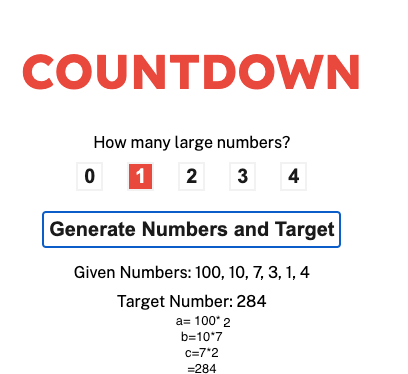 COUNTDOWN
How many large numbers?
0 1 2 3 4
Generate Numbers and Target
Given Numbers: 100, 10, 7, 3, 1, 4
Target Number: 284
a= 100* 2
b=10*7
c=7*2
=284